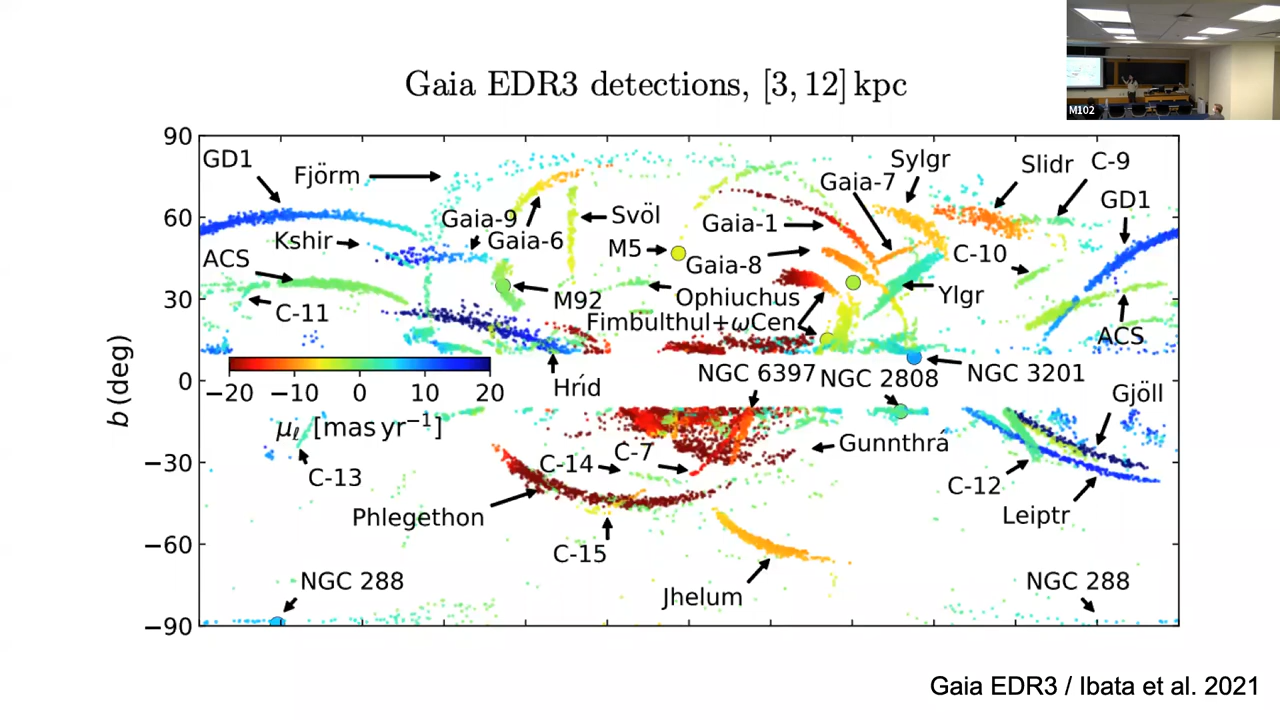 M102
Gaia EDR3 detections, [3, 12] kpc
90
60
30
0
−30
−60
−90
b (deg)
GD1
Fjörm
Gaia-9
Gaia-6
Svöl
Kshir
ACS
C-11
M92
M5
Gaia-1
Gaia-7
Gaia-8
Sylgr
Slidr
C-9
GD1
C-10
Ylgr
ACS
Ophiuchus
Fimbulthul+ωCen
Hríd
−20 −10 0 10 20
μℓ [mas yr⁻¹]
NGC 6397
NGC 2808
NGC 3201
Gjöll
Gunnthrá
C-13
C-14
C-7
C-12
Leiptr
Phlegethon
C-15
Jhelum
NGC 288
NGC 288
Gaia EDR3 / Ibata et al. 2021